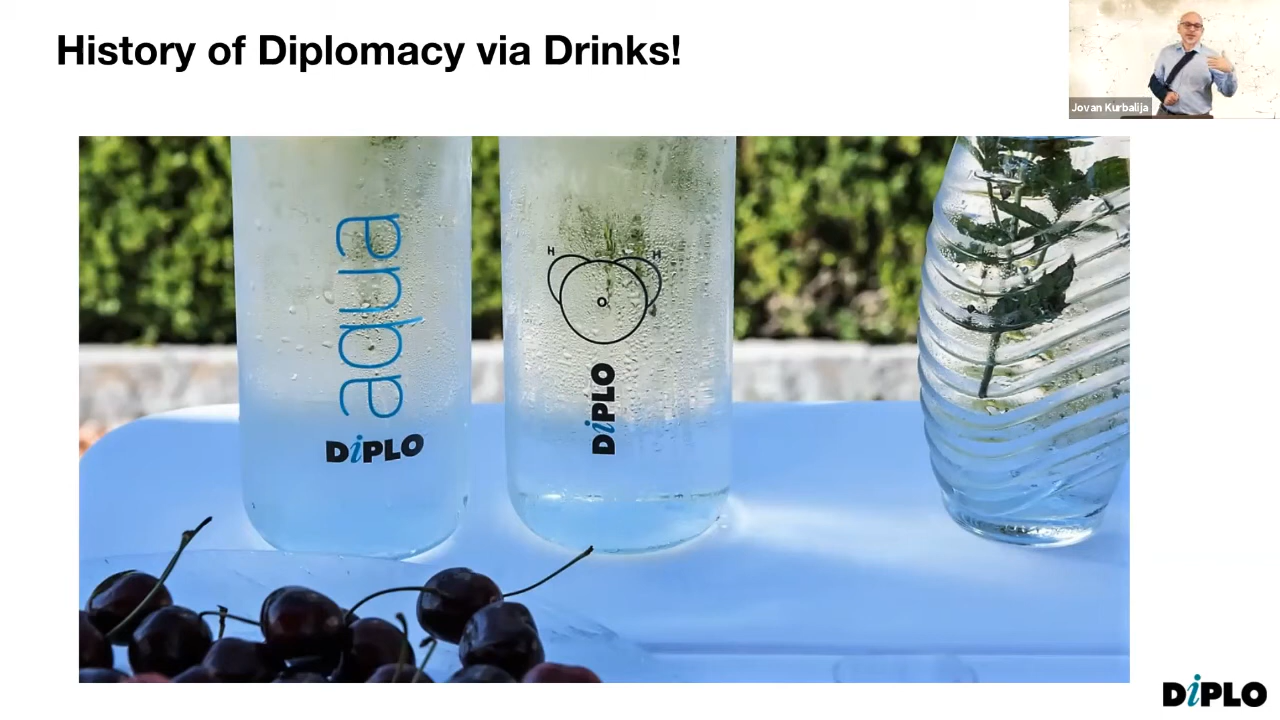 History of Diplomacy via Drinks!
Jovan Kurbalija
aqua
DiPLO
H H
O
DiPLO
DiPLO